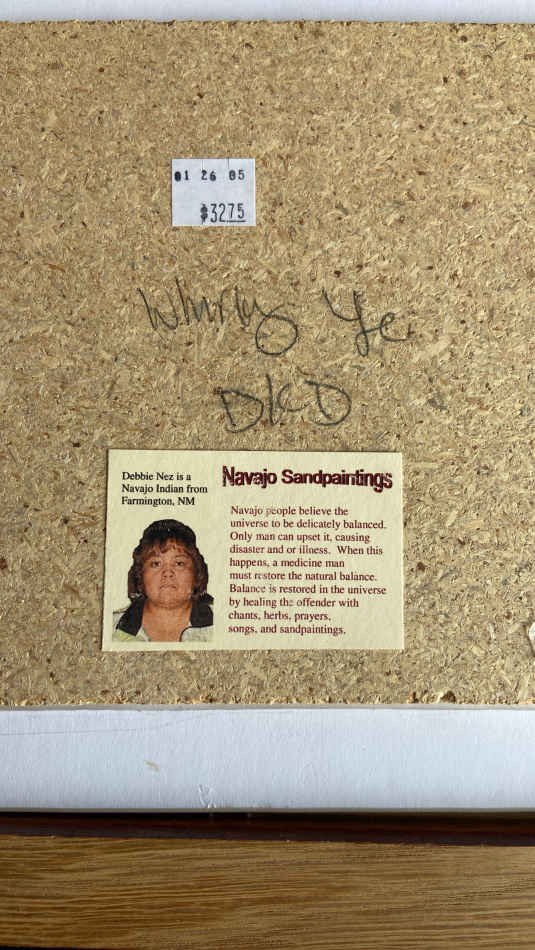 01 26 05
$3275
Ye
Debbie Nez is a
Navajo Indian from
Farmington, NM
Navajo Sandpaintings
Navajo people believe the
universe to be delicately balanced.
Only man can upset it, causing
disaster and or illness. When this
happens, a medicine man
must restore the natural balance.
Balance is restored in the universe
by healing the offender with
chants, herbs, prayers,
songs, and sandpaintings.